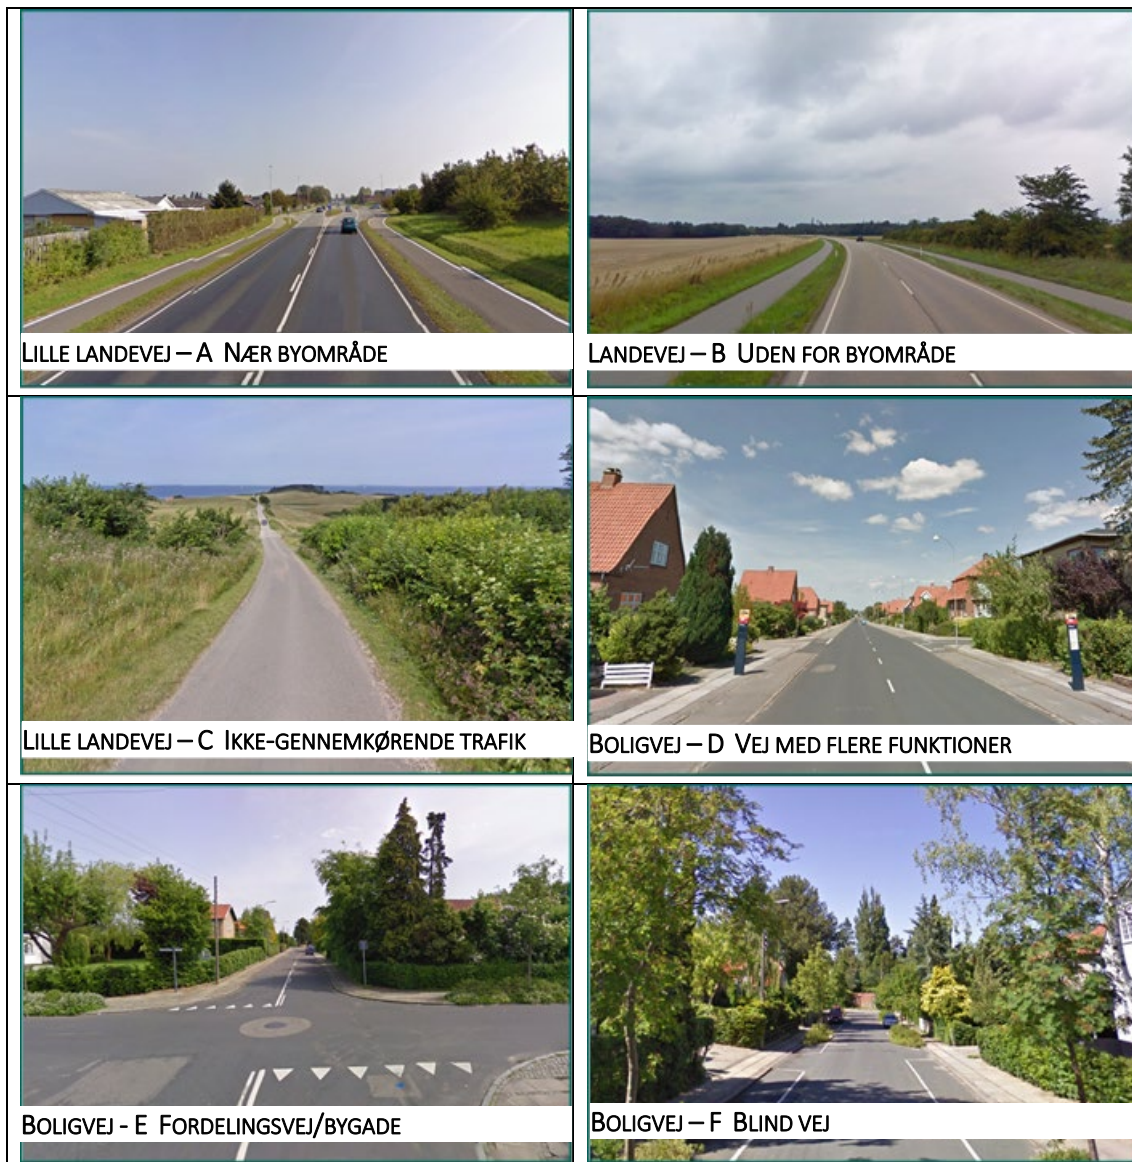 LILLE LANDEVEJ – A NÆR BYOMRÅDE
LANDEVEJ – B UDEN FOR BYOMRÅDE
LILLE LANDEVEJ – C IKKE-GENNEMKØRENDE TRAFIK
BOLIGVEJ – D VEJ MED FLERE FUNKTIONER
BOLIGVEJ - E FORDELINGSVEJ/BYGADE
BOLIGVEJ – F BLIND VEJ